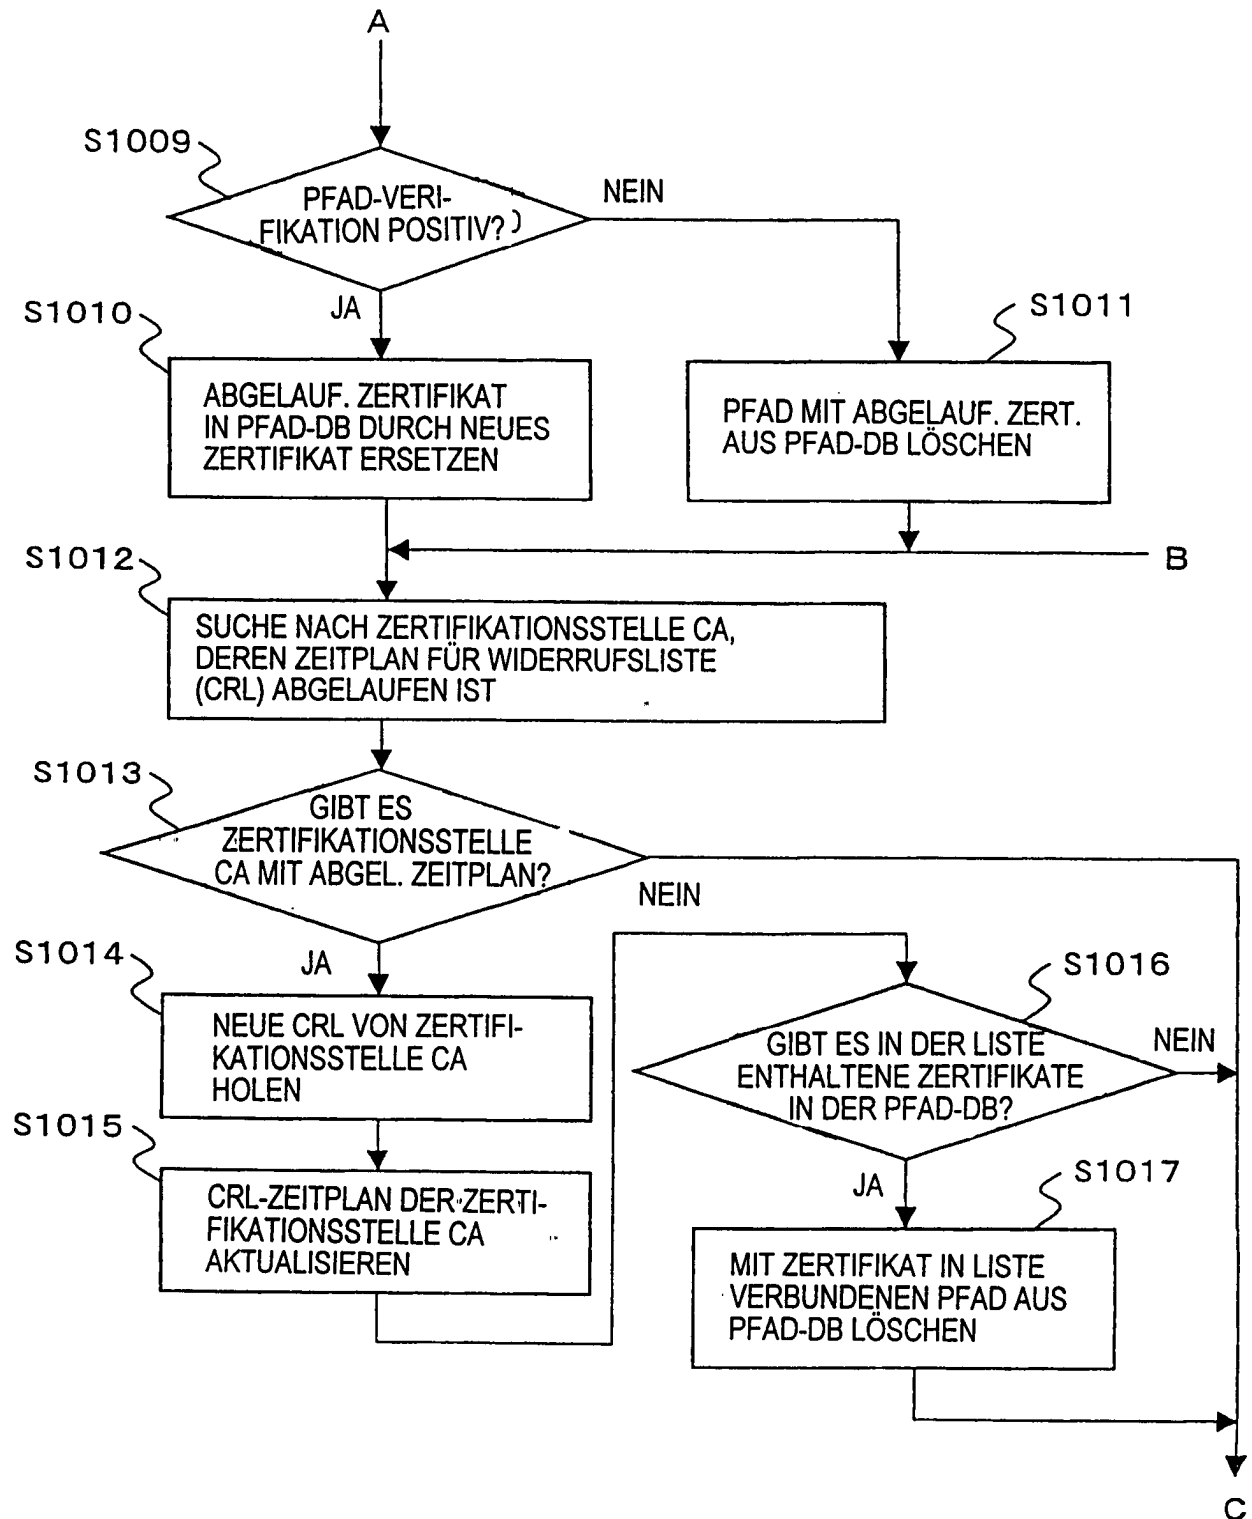 A
S1009
PFAD-VERI-
FIKATION POSITIV?
NEIN
JA
S1010
ABGELAUF. ZERTIFIKAT
IN PFAD-DB DURCH NEUES
ZERTIFIKAT ERSETZEN
S1011
PFAD MIT ABGELAUF. ZERT.
AUS PFAD-DB LÖSCHEN
B
S1012
SUCHE NACH ZERTIFIKATIONSSTELLE CA,
DEREN ZEITPLAN FÜR WIDERRUFSLISTE
(CRL) ABGELAUFEN IST
S1013
GIBT ES
ZERTIFIKATIONSSTELLE
CA MIT ABGEL. ZEITPLAN?
NEIN
JA
S1014
NEUE CRL VON ZERTIFI-
KATIONSSTELLE CA
HOLEN
S1015
CRL-ZEITPLAN DER ZERTI-
FIKATIONSSTELLE CA
AKTUALISIEREN
S1016
GIBT ES IN DER LISTE
ENTHALTENE ZERTIFIKATE
IN DER PFAD-DB?
NEIN
JA
S1017
MIT ZERTIFIKAT IN LISTE
VERBUNDENEN PFAD AUS
PFAD-DB LÖSCHEN
C